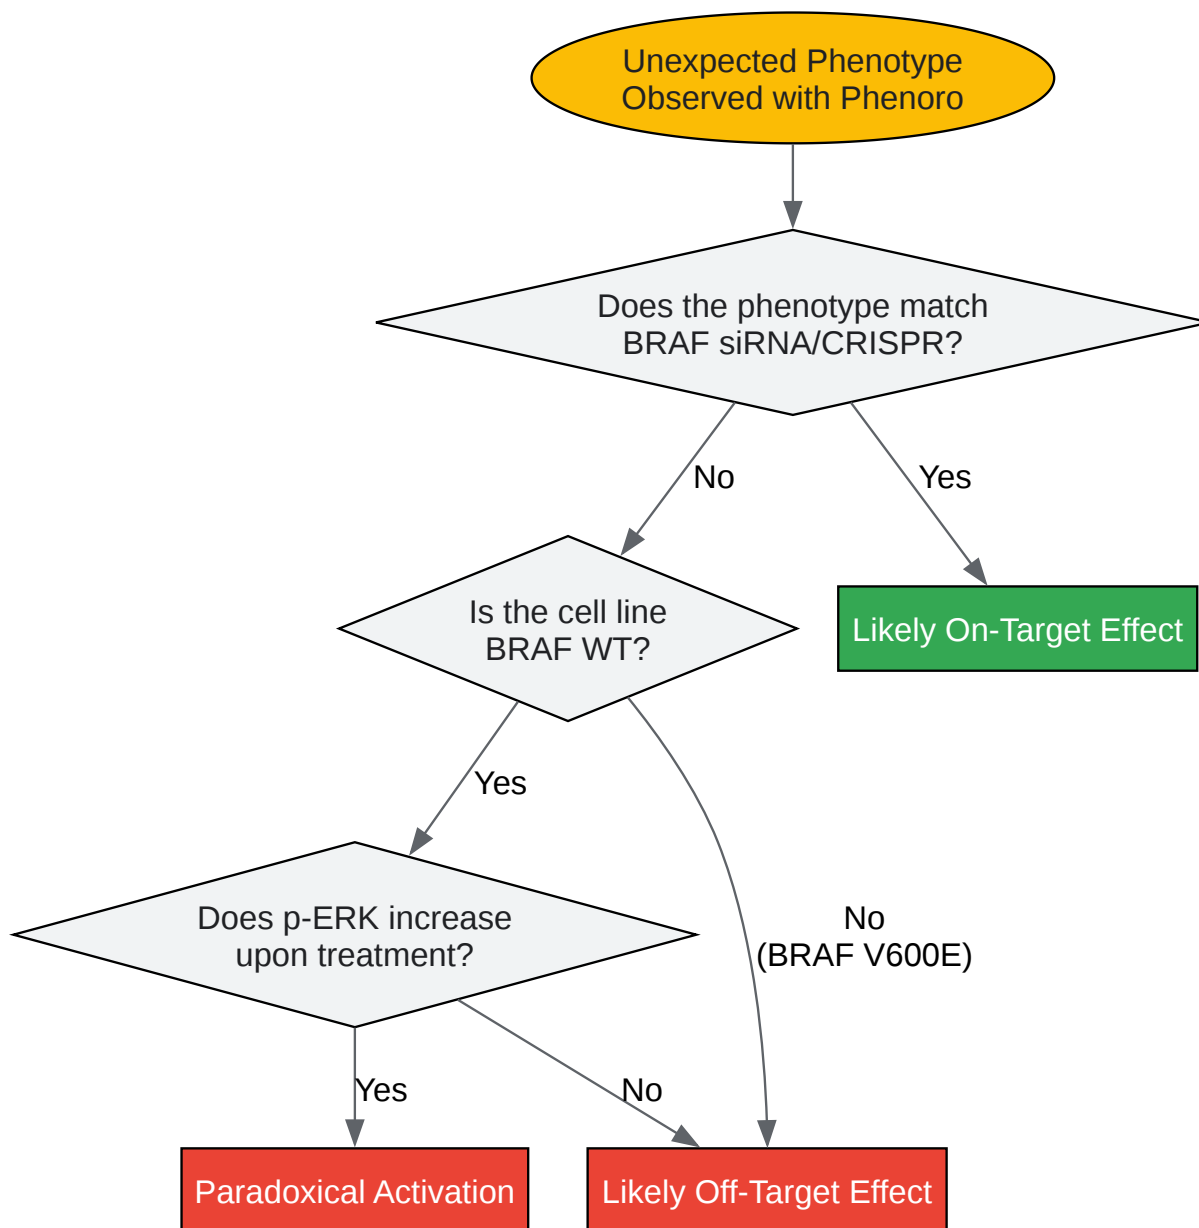 Unexpected Phenotype
Observed with Phenoro
Does the phenotype match
BRAF siRNA/CRISPR?
No
Yes
Is the cell line
BRAF WT?
Likely On-Target Effect
Yes
No
(BRAF V600E)
Does p-ERK increase
upon treatment?
Yes
No
Paradoxical Activation
Likely Off-Target Effect